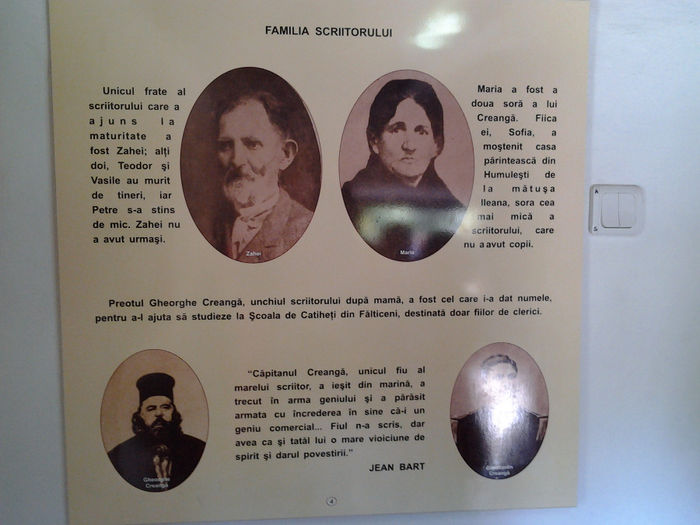 FAMILIA SCRIITORULUI
Unicul frate al
scriitorului care a
ajuns la
maturitate a
fost Zahei; alţi
doi, Teodor şi
Vasile au murit
de tineri, iar
Petre s-a stins
de mic. Zahei nu
a avut urmaşi.
Zahei
Maria
Maria a fost a
doua soră a lui
Creangă. Fiica
ei, Sofia, a
moştenit casa
părintească din
Humuleşti de
la mătuşa
Ileana, sora cea
mai mică a
scriitorului, care
nu a avut copii.
A
S
Preotul Gheorghe Creangă, unchiul scriitorului după mamă, a fost cel care i-a dat numele,
pentru a-l ajuta să studieze la Şcoala de Catiheţi din Fălticeni, destinată doar fiilor de clerici.
Gheorghe
Creangă
“Căpitanul Creangă, unicul fiu al
marelui scriitor, a ieşit din marină, a
trecut în arma geniului şi a părăsit
armata cu încrederea în sine că-i un
geniu comercial... Fiul n-a scris, dar
avea ca şi tatăl lui o mare vioiciune de
spirit şi darul povestirii.”
JEAN BART
Constantin
Creangă
4